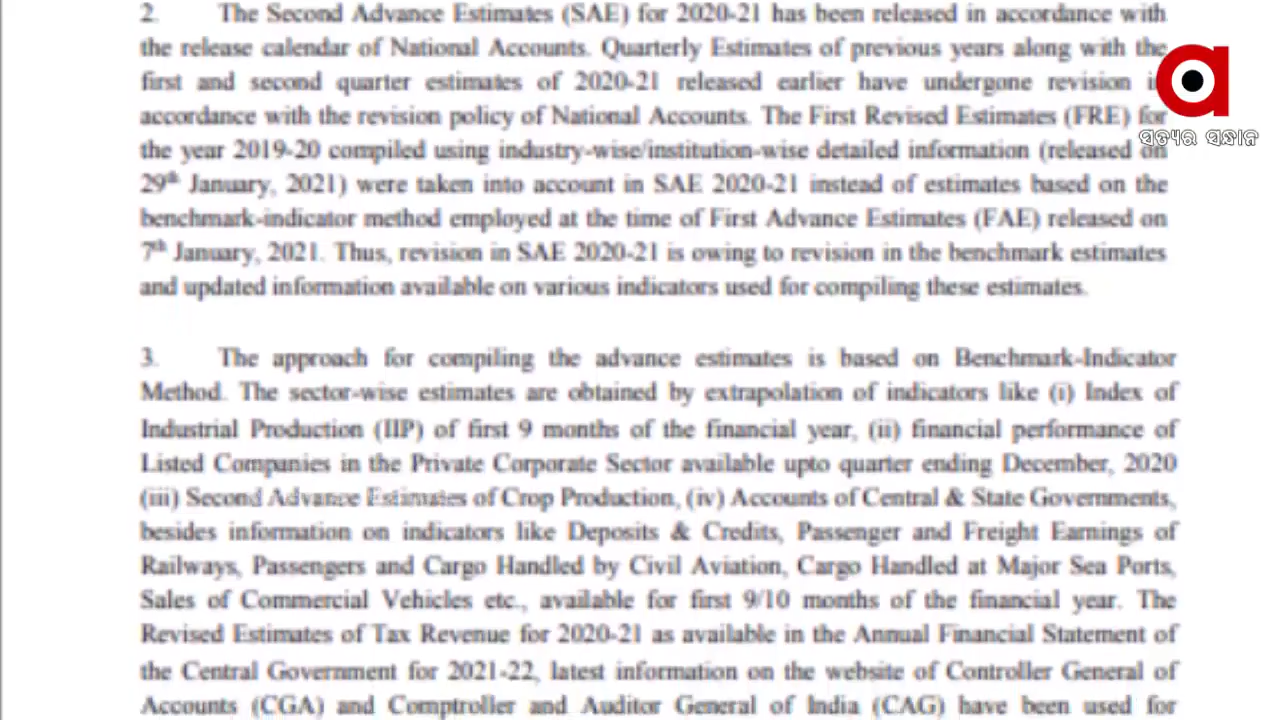 2. The Second Advance Estimates (SAE) for 2020-21 has been released in accordance with
the release calendar of National Accounts. Quarterly Estimates of previous years along with the
first and second quarter estimates of 2020-21 released earlier have undergone revision in
accordance with the revision policy of National Accounts. The First Revised Estimates (FRE) for
the year 2019-20 compiled using industry-wise/institution-wise detailed information (released on
29th January, 2021) were taken into account in SAE 2020-21 instead of estimates based on the
benchmark-indicator method employed at the time of First Advance Estimates (FAE) released on
7th January, 2021. Thus, revision in SAE 2020-21 is owing to revision in the benchmark estimates
and updated information available on various indicators used for compiling these estimates.
3. The approach for compiling the advance estimates is based on Benchmark-Indicator
Method. The sector-wise estimates are obtained by extrapolation of indicators like (i) Index of
Industrial Production (IIP) of first 9 months of the financial year, (ii) financial performance of
Listed Companies in the Private Corporate Sector available upto quarter ending December, 2020
(iii) Second Advance Estimates of Crop Production, (iv) Accounts of Central & State Governments,
besides information on indicators like Deposits & Credits, Passenger and Freight Earnings of
Railways, Passengers and Cargo Handled by Civil Aviation, Cargo Handled at Major Sea Ports,
Sales of Commercial Vehicles etc., available for first 9/10 months of the financial year. The
Revised Estimates of Tax Revenue for 2020-21 as available in the Annual Financial Statement of
the Central Government for 2021-22, latest information on the website of Controller General of
Accounts (CGA) and Comptroller and Auditor General of India (CAG) have been used for
a
ସତ୍ୟର ସନ୍ଧାନ